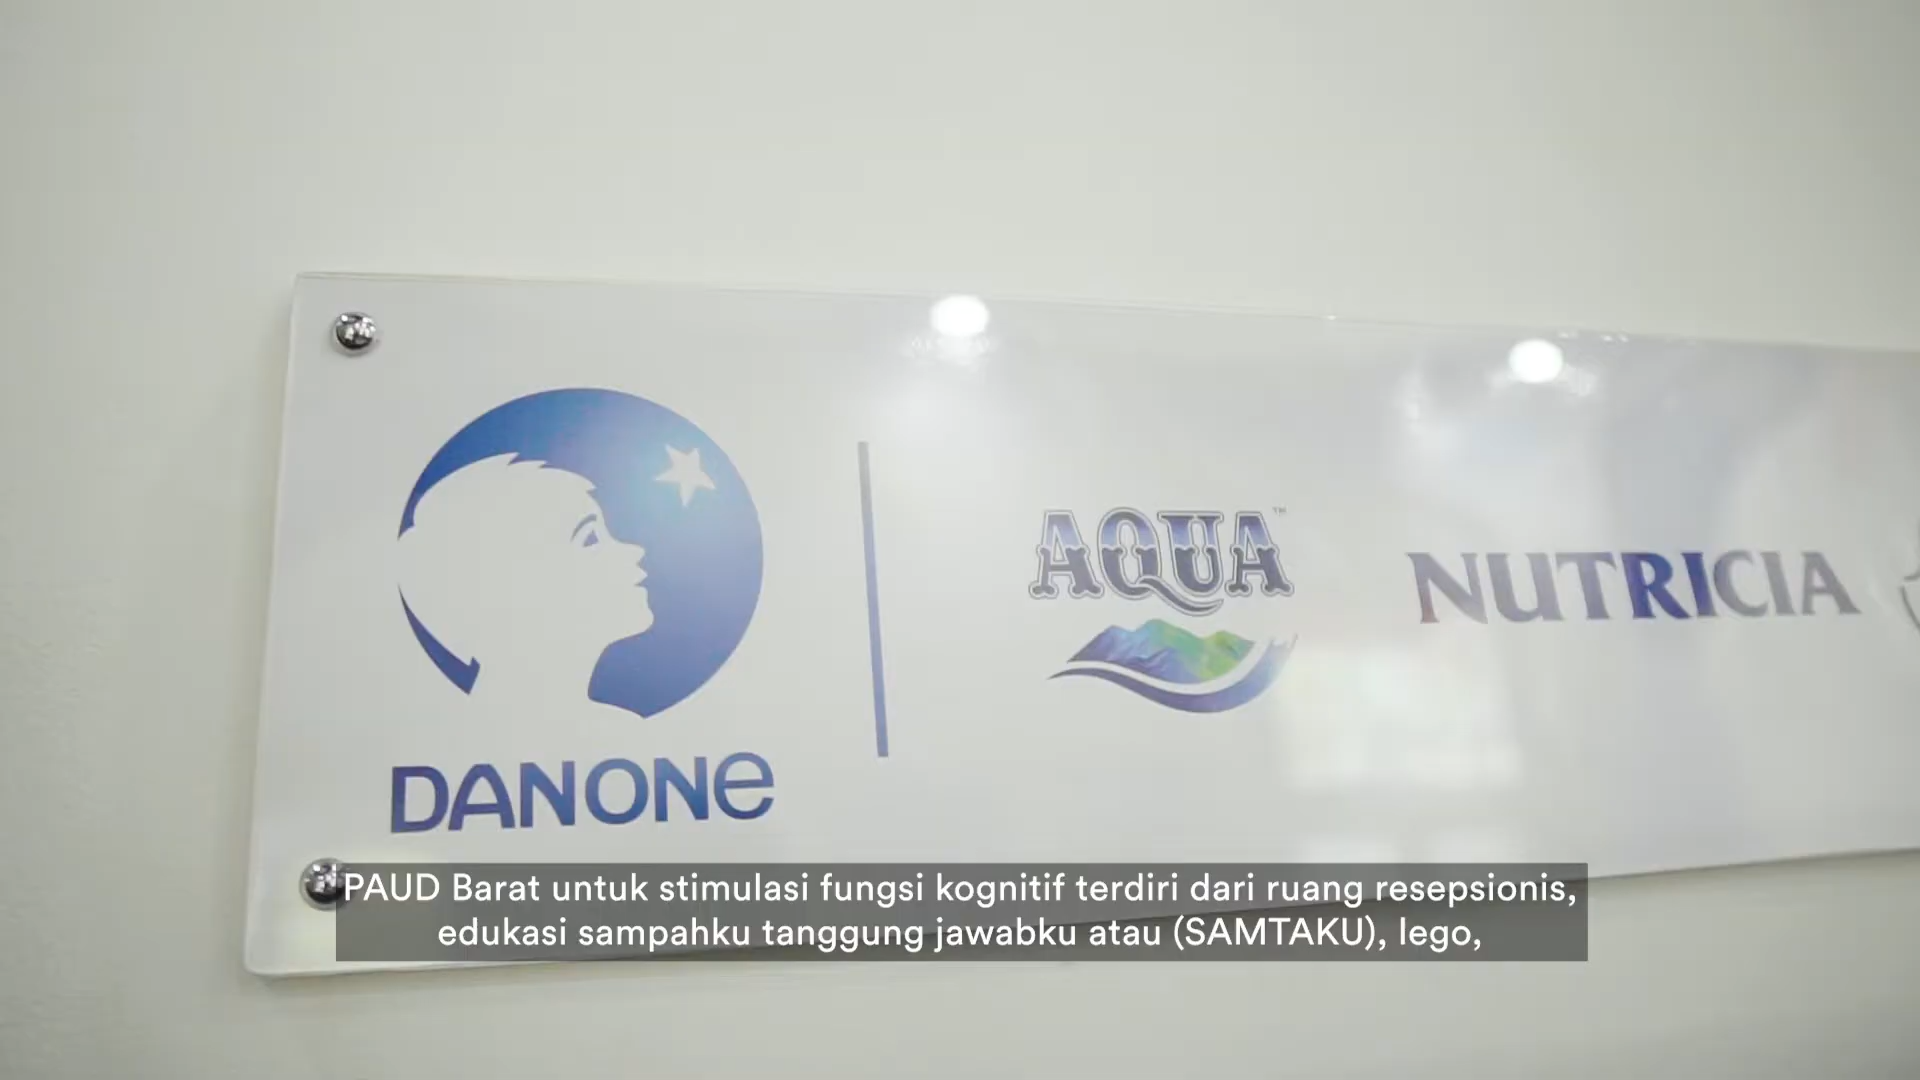 AQUA™
NUTRICIA
DANONE
PAUD Barat untuk stimulasi fungsi kognitif terdiri dari ruang resepsionis,
edukasi sampahku tanggung jawabku atau (SAMTAKU), lego,